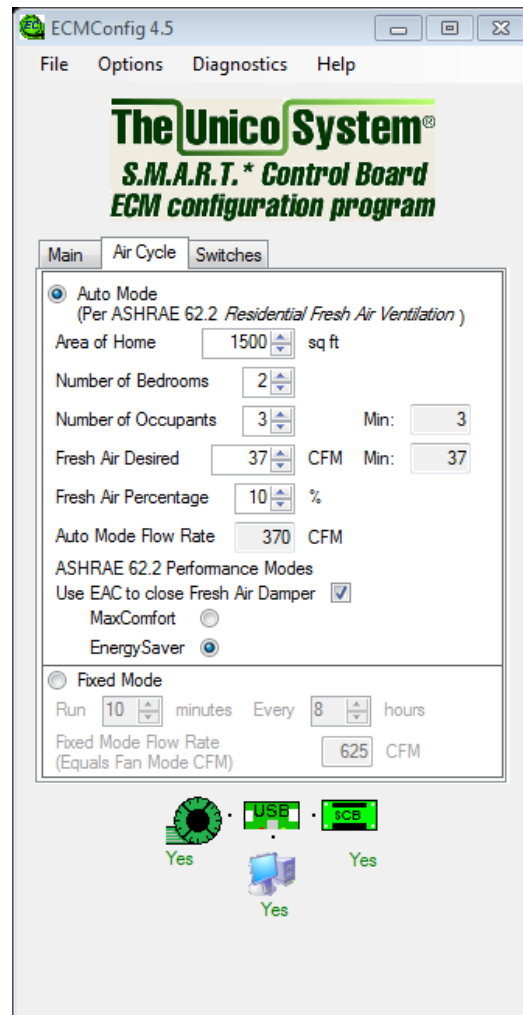 ECMConfig 4.5
File Options Diagnostics Help
The Unico System®
S.M.A.R.T.* Control Board
ECM configuration program
Main Air Cycle Switches
Auto Mode
(Per ASHRAE 62.2 Residential Fresh Air Ventilation )
Area of Home 1500 sq ft
Number of Bedrooms 2
Number of Occupants 3 Min: 3
Fresh Air Desired 37 CFM Min: 37
Fresh Air Percentage 10 %
Auto Mode Flow Rate 370 CFM
ASHRAE 62.2 Performance Modes
Use EAC to close Fresh Air Damper
MaxComfort
EnergySaver
Fixed Mode
Run 10 minutes Every 8 hours
Fixed Mode Flow Rate
(Equals Fan Mode CFM) 625 CFM
USB SCB
Yes Yes
Yes